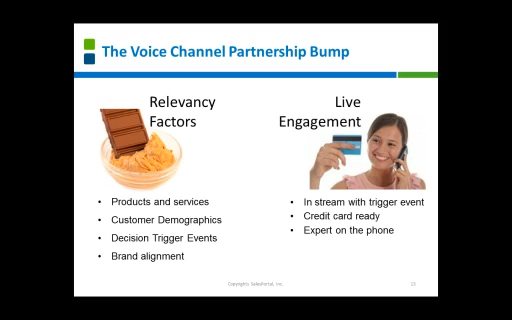 The Voice Channel Partnership Bump
Relevancy
Factors
• Products and services
• Customer Demographics
• Decision Trigger Events
• Brand alignment
Live
Engagement
• In stream with trigger event
• Credit card ready
• Expert on the phone
Copyrights SalesPortal, Inc.